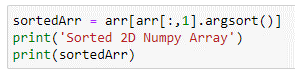 sortedArr = arr[arr[:,1].argsort()]
print('Sorted 2D Numpy Array')
print(sortedArr)